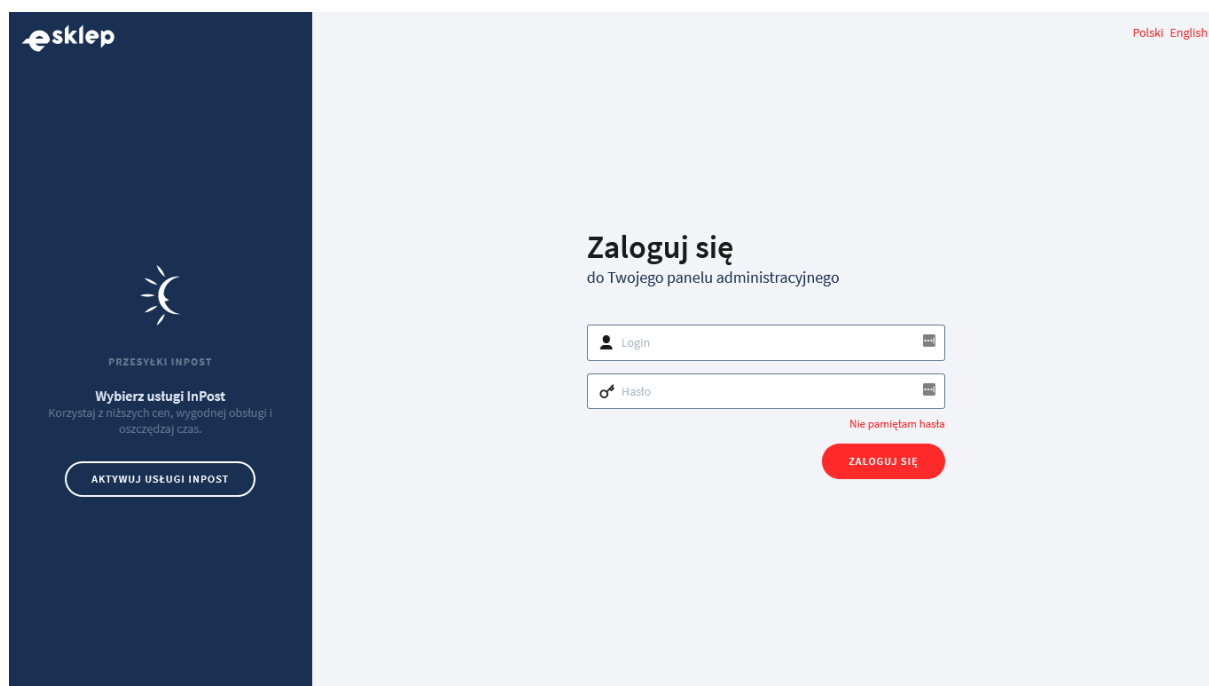 esklep
Polski English
PRZESYŁKI INPOST
Wybierz usługi InPost
Korzystaj z niższych cen, wygodnej obsługi i
oszczędzaj czas.
AKTYWUJ USŁUGI INPOST
Zaloguj się
do Twojego panelu administracyjnego
Login
Hasło
Nie pamiętam hasła
ZALOGUJ SIĘ